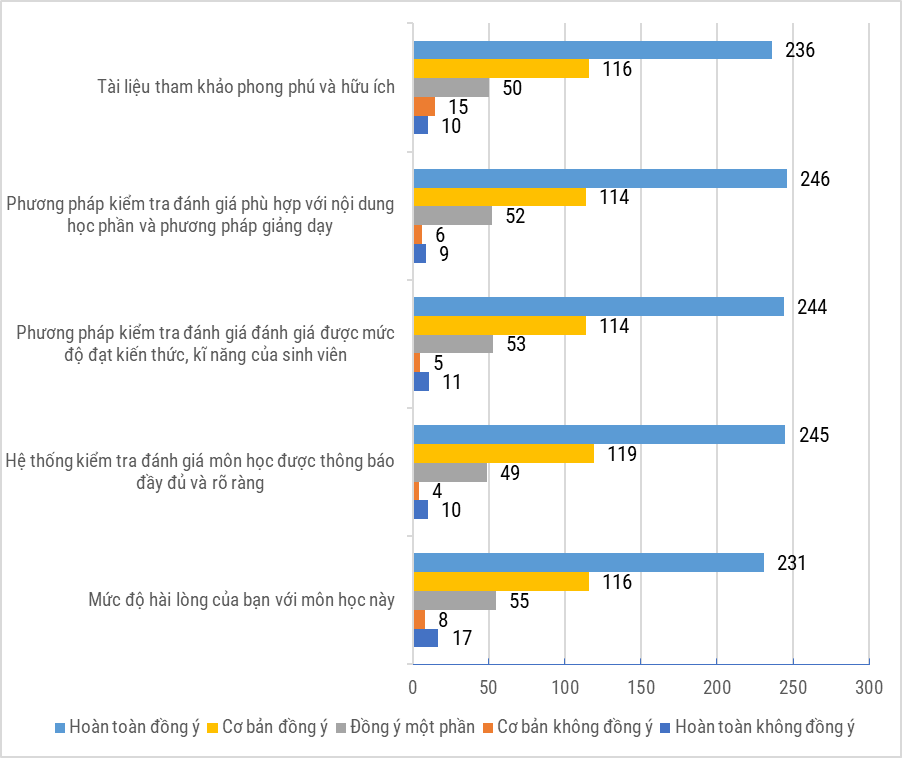 Tài liệu tham khảo phong phú và hữu ích
236
116
50
15
10
Phương pháp kiểm tra đánh giá phù hợp với nội dung
học phần và phương pháp giảng dạy
246
114
52
6
9
Phương pháp kiểm tra đánh giá đánh giá được mức
độ đạt kiến thức, kĩ năng của sinh viên
244
114
53
5
11
Hệ thống kiểm tra đánh giá môn học được thông báo
đầy đủ và rõ ràng
245
119
49
4
10
Mức độ hài lòng của bạn với môn học này
231
116
55
8
17
0 50 100 150 200 250 300
Hoàn toàn đồng ý Cơ bản đồng ý Đồng ý một phần Cơ bản không đồng ý Hoàn toàn không đồng ý